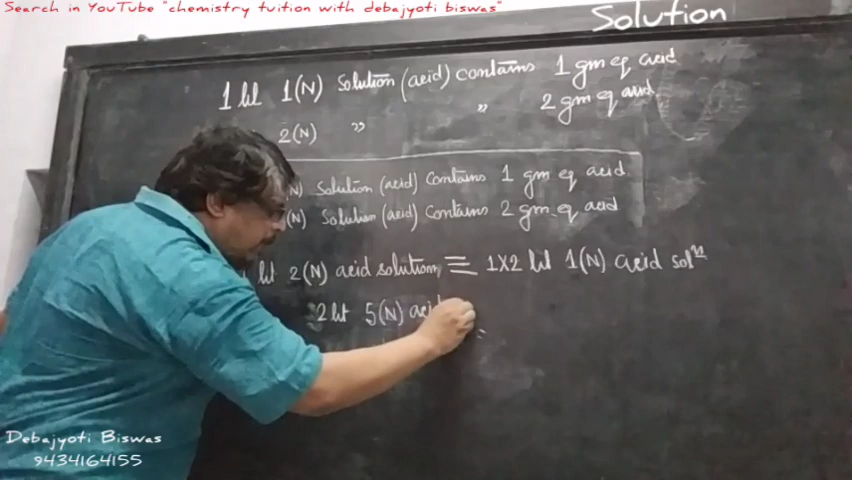 Search in YouTube "chemistry tuition with debajyoti biswas"
Solution
1 lit 1(N) Solution (acid) contains 1 gm eq acid
2(N) " " 2 gm eq acid
N) Solution (acid) Contains 1 gm eq acid.
(N) Solution (acid) Contains 2 gm eq acid
lit 2(N) acid solution ≡ 1X2 lit 1(N) acid solⁿ
2 lit 5(N) aci
=
Debajyoti Biswas
9434164155